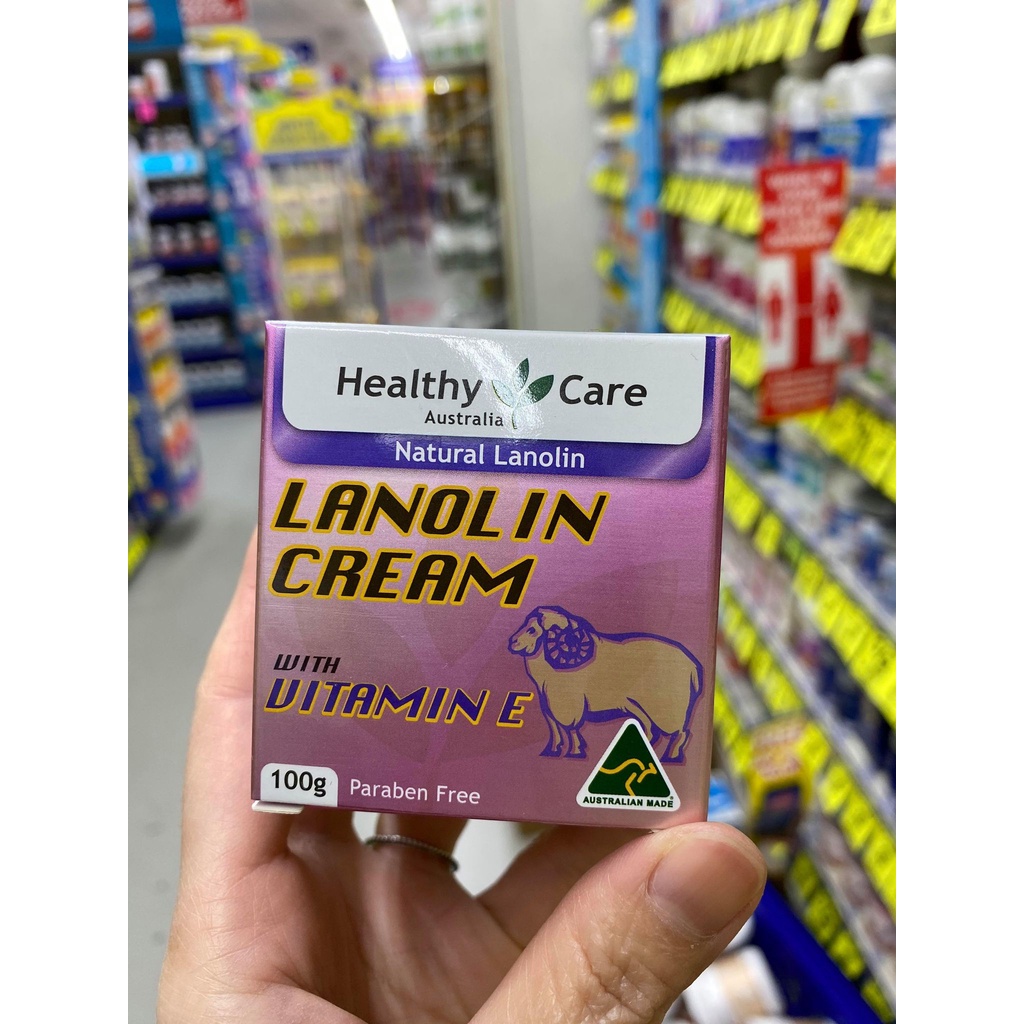 Healthy Care
Australia
Natural Lanolin
LANOLIN
CREAM
WITH
VITAMIN E
100g
Paraben Free
AUSTRALIAN MADE